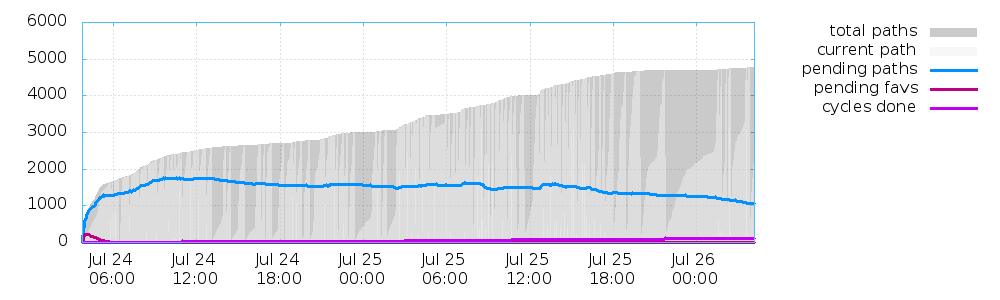 6000
5000
4000
3000
2000
1000
0
Jul 24 Jul 24 Jul 24 Jul 25 Jul 25 Jul 25 Jul 25 Jul 26
06:00 12:00 18:00 00:00 06:00 12:00 18:00 00:00
total paths
current path
pending paths
pending favs
cycles done